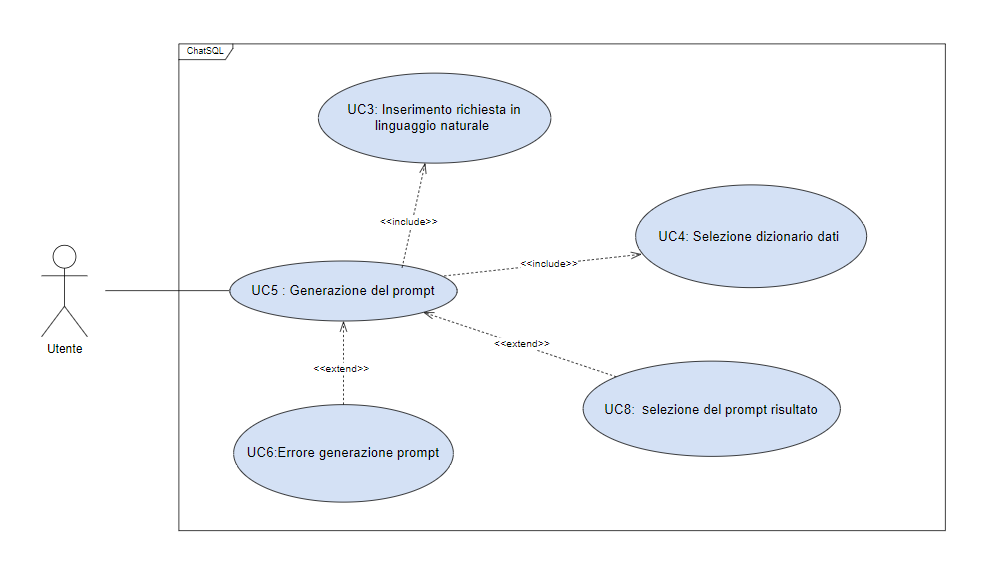 ChatSQL
UC3: Inserimento richiesta in
linguaggio naturale
<<include>>
UC4: Selezione dizionario dati
<<include>>
UC5 : Generazione del prompt
Utente
<<extend>>
<<extend>>
UC8: Selezione del prompt risultato
UC6:Errore generazione prompt